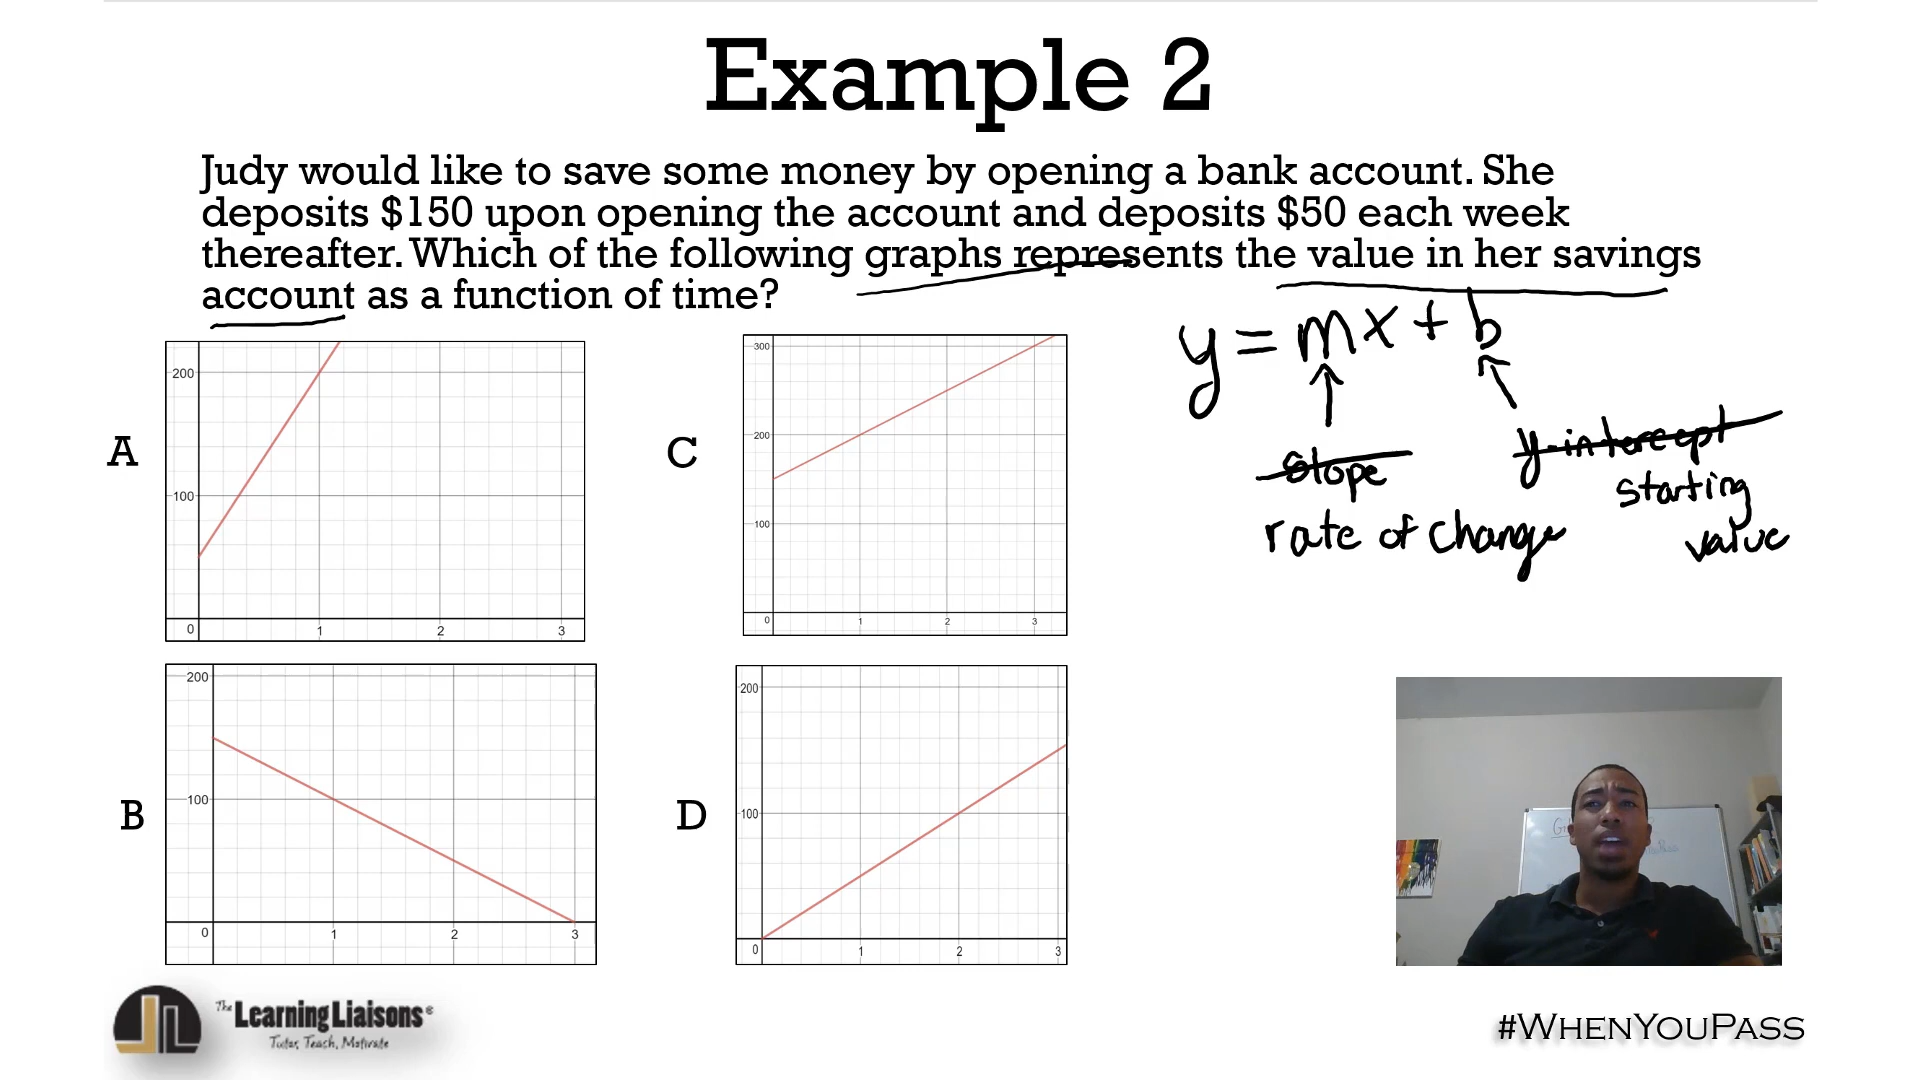 Example 2
Judy would like to save some money by opening a bank account. She
deposits $150 upon opening the account and deposits $50 each week
thereafter. Which of the following graphs represents the value in her savings
account as a function of time?
y = mx + b
slope
rate of change
y-intercept
starting
value
A
200
100
0
1
2
3
C
300
200
100
0
1
2
3
B
200
100
0
1
2
3
D
200
100
0
1
2
3
The Learning Liaisons®
Tutor, Teach, Motivate
#WHENYOUPASS